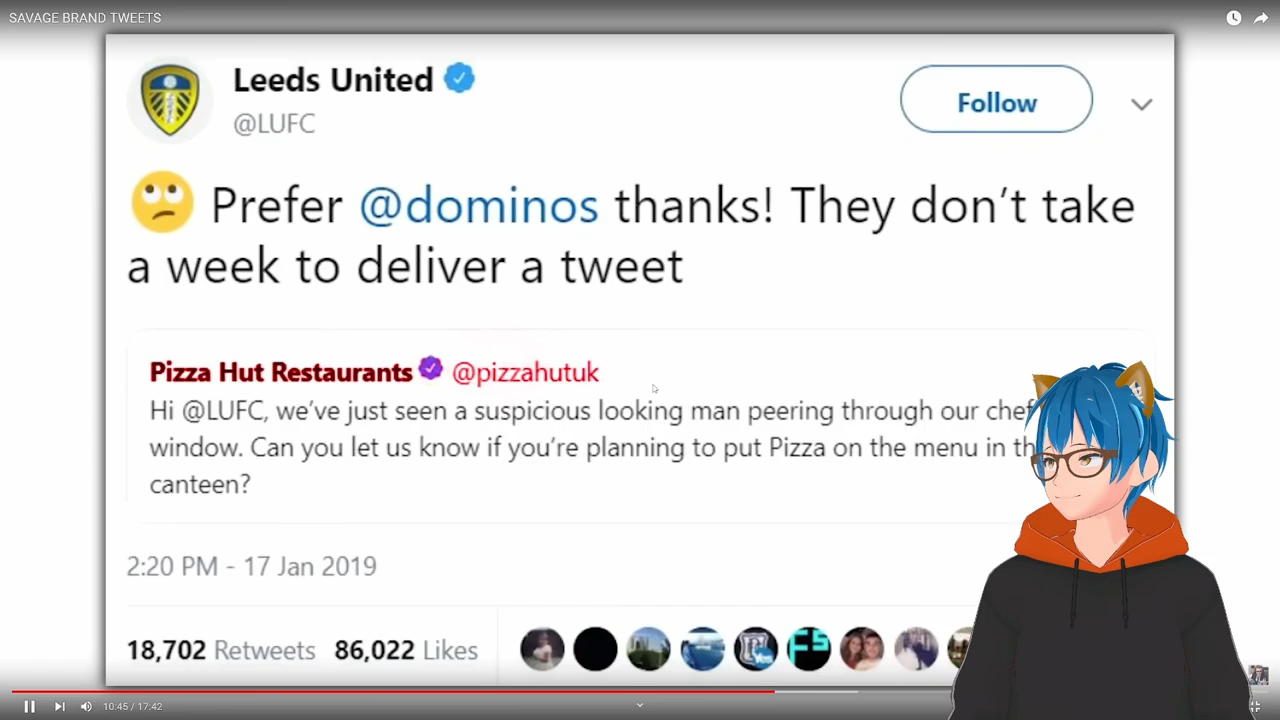 SAVAGE BRAND TWEETS
Leeds United
@LUFC
Follow
Prefer @dominos thanks! They don't take
a week to deliver a tweet
Pizza Hut Restaurants @pizzahutuk
Hi @LUFC, we've just seen a suspicious looking man peering through our chef
window. Can you let us know if you're planning to put Pizza on the menu in
canteen?
2:20 PM - 17 Jan 2019
18,702 Retweets 86,022 Likes
10:45 / 17:42